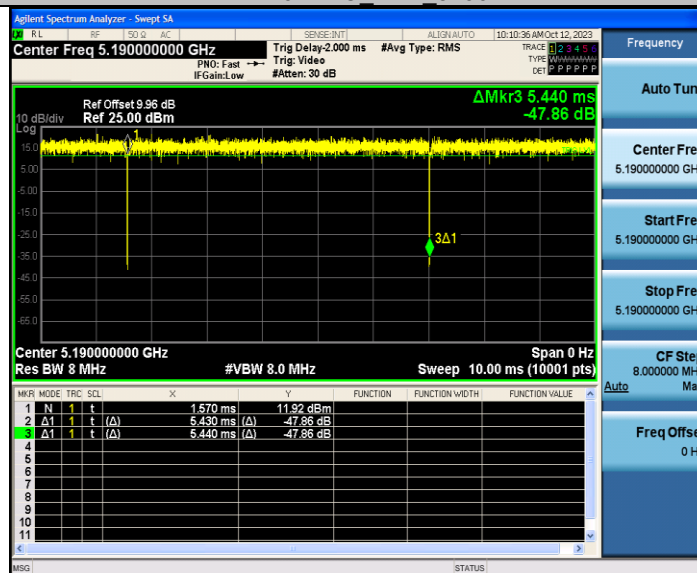 Agilent Spectrum Analyzer - Swept SA
RL RF 50 Ω AC SENSE:INT ALIGN AUTO 10:10:36 AM Oct 12, 2023
Center Freq 5.190000000 GHz
PNO: Fast
IFGain:Low
Trig Delay-2.000 ms
Trig: Video
#Atten: 30 dB
#Avg Type: RMS
TRACE 1 2 3 4 5 6
TYPE
DET P P P P P P
Ref Offset 9.96 dB
10 dB/div Ref 25.00 dBm
ΔMkr3 5.440 ms
-47.86 dB
Log
15.0
5.00
-5.00
-15.0
-25.0
-35.0
-45.0
-55.0
-65.0
1
3Δ1
Center 5.190000000 GHz Span 0 Hz
Res BW 8 MHz #VBW 8.0 MHz Sweep 10.00 ms (10001 pts)
MKR MODE TRC SCL X Y FUNCTION FUNCTION WIDTH FUNCTION VALUE
1 N 1 t 1.570 ms 11.92 dBm
2 Δ1 1 t (Δ) 5.430 ms (Δ) -47.86 dB
3 Δ1 1 t (Δ) 5.440 ms (Δ) -47.86 dB
4
5
6
7
8
9
10
11
MSG STATUS
Frequency
Auto Tun
Center Fre
5.190000000 GH
Start Fre
5.190000000 GH
Stop Fre
5.190000000 GH
CF Ste
8.000000 MH
Auto Ma
Freq Offse
0 H